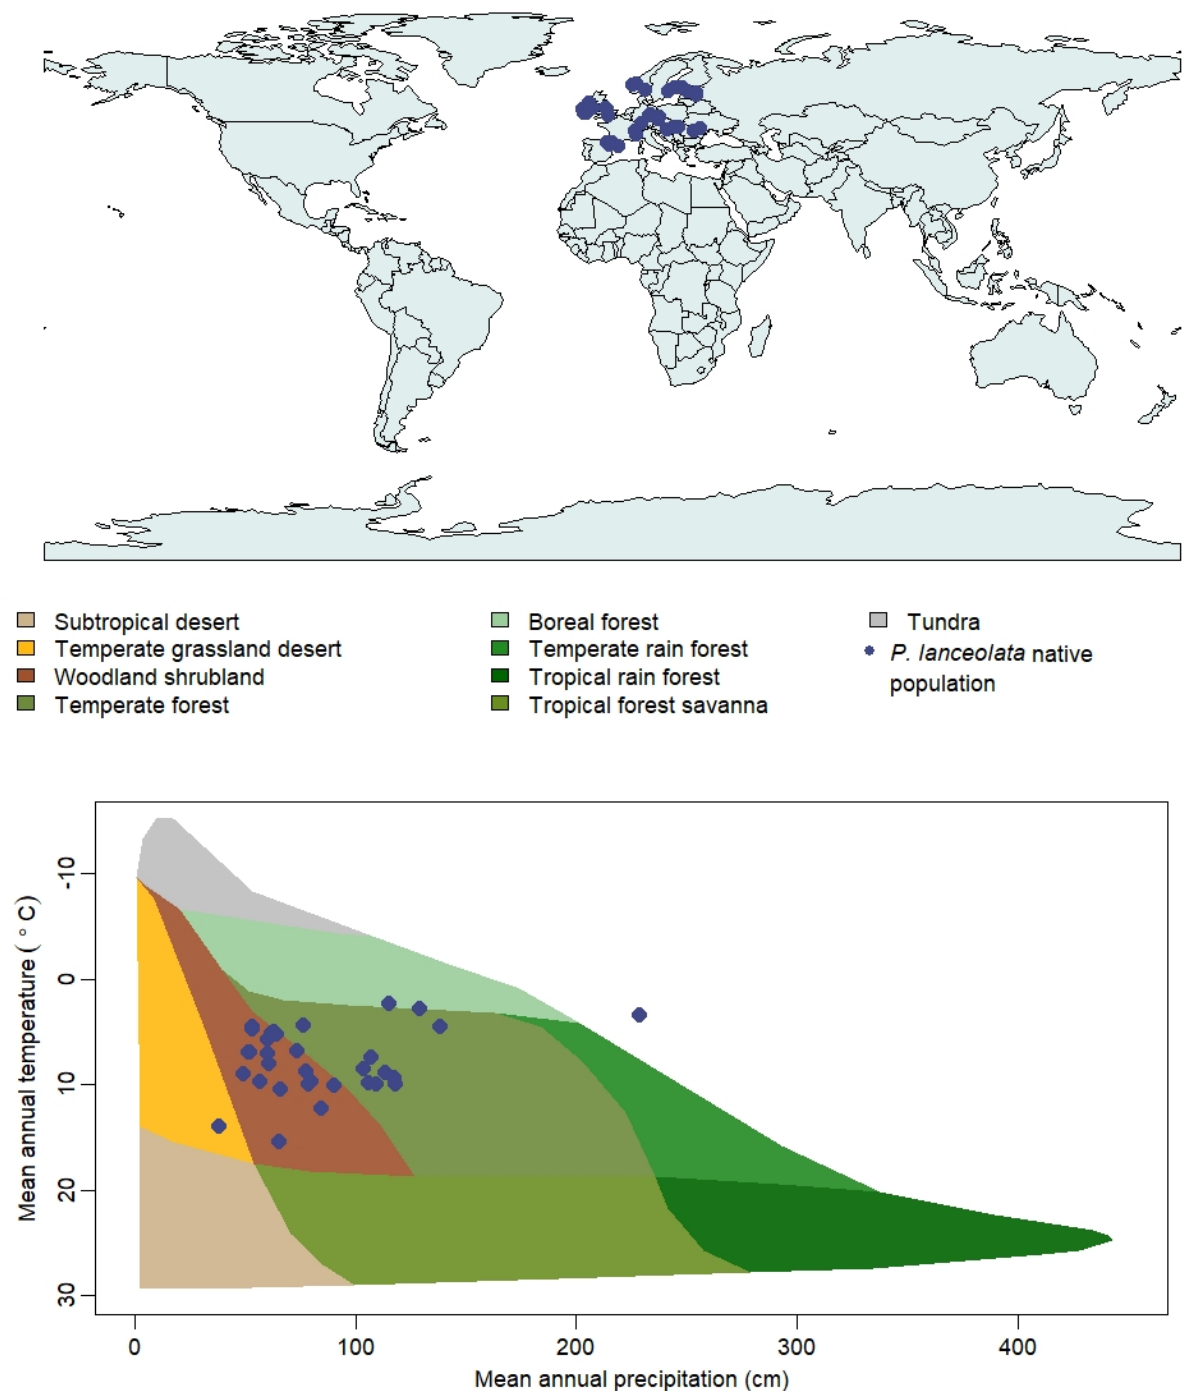 Subtropical desert
Temperate grassland desert
Woodland shrubland
Temperate forest
Boreal forest
Temperate rain forest
Tropical rain forest
Tropical forest savanna
Tundra
P. lanceolata native
population
Mean annual temperature ( ° C)
-10
0
10
20
30
0 100 200 300 400
Mean annual precipitation (cm)